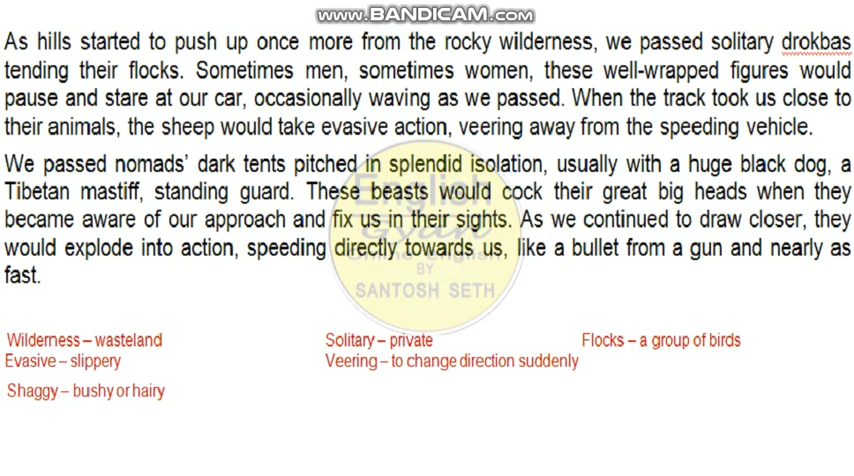 www.BANDICAM.com
As hills started to push up once more from the rocky wilderness, we passed solitary drokbas
tending their flocks. Sometimes men, sometimes women, these well-wrapped figures would
pause and stare at our car, occasionally waving as we passed. When the track took us close to
their animals, the sheep would take evasive action, veering away from the speeding vehicle.
We passed nomads' dark tents pitched in splendid isolation, usually with a huge black dog, a
Tibetan mastiff, standing guard. These beasts would cock their great big heads when they
became aware of our approach and fix us in their sights. As we continued to draw closer, they
would explode into action, speeding directly towards us, like a bullet from a gun and nearly as
fast.
English
Gyan
Online English
BY
SANTOSH SETH
Wilderness – wasteland Solitary – private Flocks – a group of birds
Evasive – slippery Veering – to change direction suddenly
Shaggy – bushy or hairy